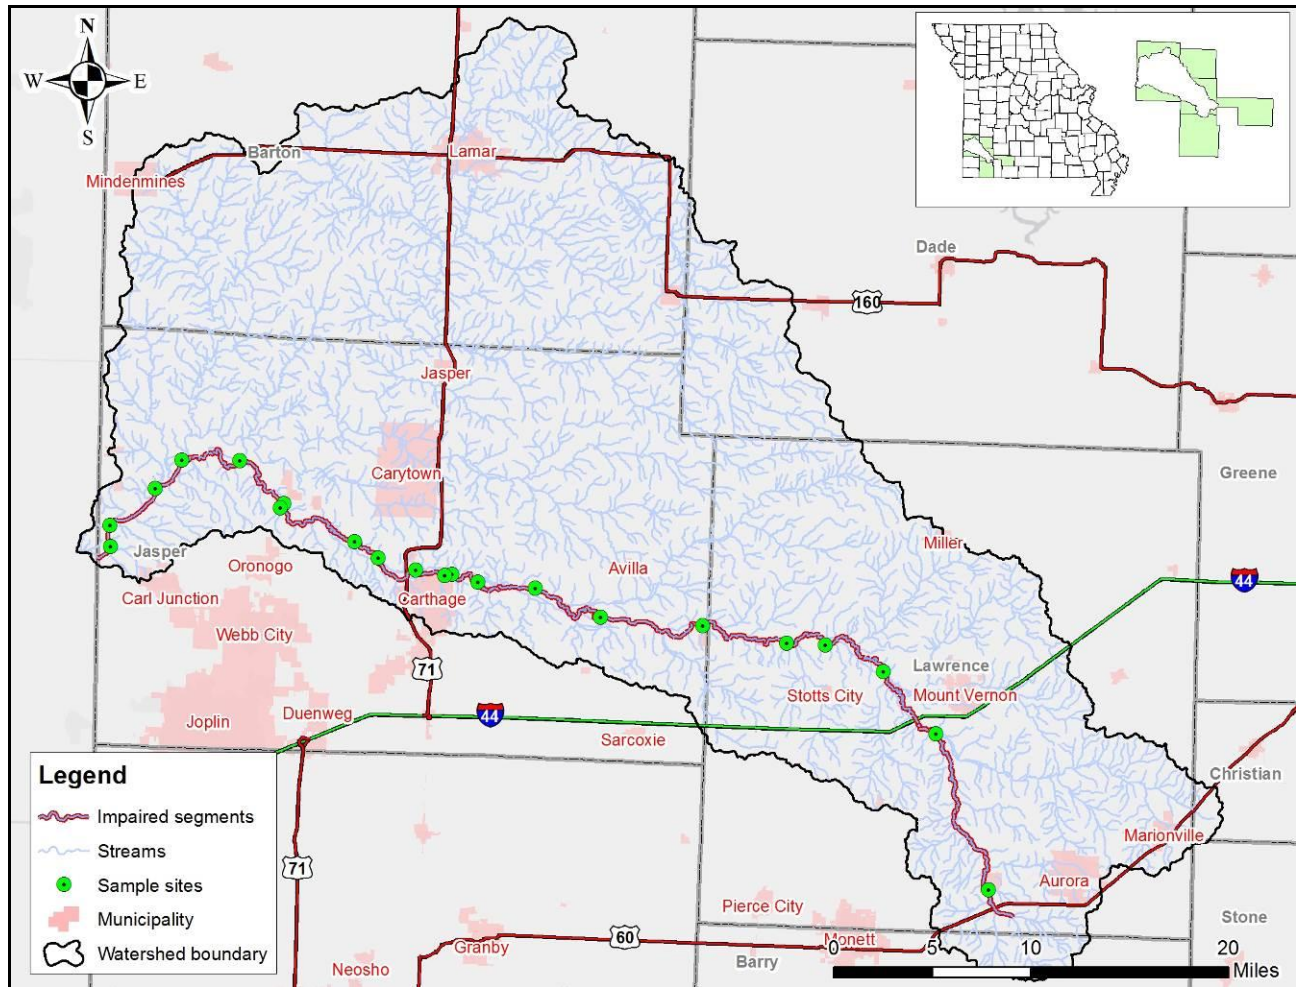 N
W E
S
Barton
Lamar
Mindenmines
Dade
160
Jasper
Carytown
Greene
Jasper
Miller
Oronogo
Avilla
44
Carl Junction
Carthage
Webb City
71
Lawrence
Stotts City
Mount Vernon
Joplin
Duenweg
44
Sarcoxie
Christian
Legend
Impaired segments
Streams
Sample sites
Municipality
Watershed boundary
71
Marionville
Aurora
Pierce City
Stone
60
Granby
Monett
Neosho
Barry
0 5 10 20
Miles